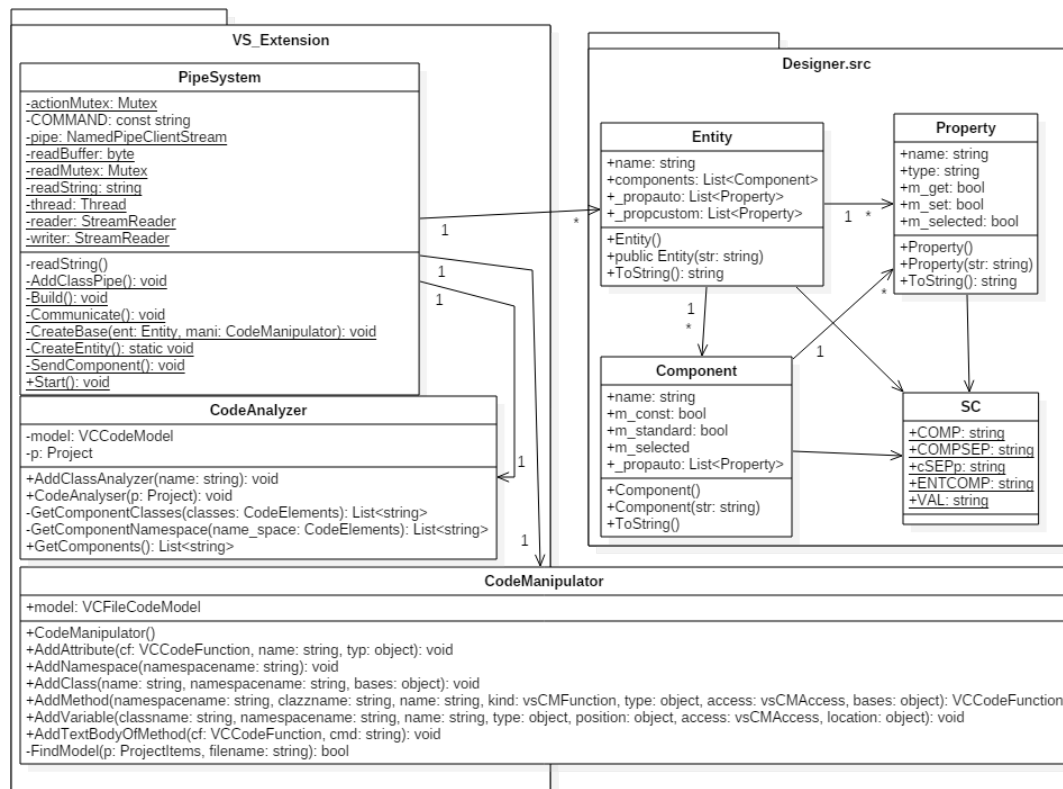 VS_Extension
PipeSystem
-actionMutex: Mutex
-COMMAND: const string
-pipe: NamedPipeClientStream
-readBuffer: byte
-readMutex: Mutex
-readString: string
-thread: Thread
-reader: StreamReader
-writer: StreamReader
-readString()
-AddClassPipe(): void
-Build(): void
-Communicate(): void
-CreateBase(ent: Entity, mani: CodeManipulator): void
-CreateEntity(): static void
-SendComponent(): void
+Start(): void
1
*
1
1
CodeAnalyzer
-model: VCCodeModel
-p: Project
+AddClassAnalyzer(name: string): void
+CodeAnalyser(p: Project): void
-GetComponentClasses(classes: CodeElements): List<string>
-GetComponentNamespace(name_space: CodeElements): List<string>
+GetComponents(): List<string>
1
1
Designer.src
Entity
+name: string
+components: List<Component>
+_propauto: List<Property>
+_propcustom: List<Property>
+Entity()
+public Entity(str: string)
+ToString(): string
1
*
Property
+name: string
+type: string
+m_get: bool
+m_set: bool
+m_selected: bool
+Property()
+Property(str: string)
+ToString(): string
1
*
*
1
Component
+name: string
+m_const: bool
+m_standard: bool
+m_selected
+_propauto: List<Property>
+Component()
+Component(str: string)
+ToString()
SC
+COMP: string
+COMPSEP: string
+cSEPp: string
+ENTCOMP: string
+VAL: string
CodeManipulator
+model: VCFileCodeModel
+CodeManipulator()
+AddAttribute(cf: VCCodeFunction, name: string, typ: object): void
+AddNamespace(namespacename: string): void
+AddClass(name: string, namespacename: string, bases: object): void
+AddMethod(namespacename: string, clazzname: string, name: string, kind: vsCMFunction, type: object, access: vsCMAccess, bases: object): VCCodeFunction
+AddVariable(classname: string, namespacename: string, name: string, type: object, position: object, access: vsCMAccess, location: object): void
+AddTextBodyOfMethod(cf: VCCodeFunction, cmd: string): void
-FindModel(p: ProjectItems, filename: string): bool